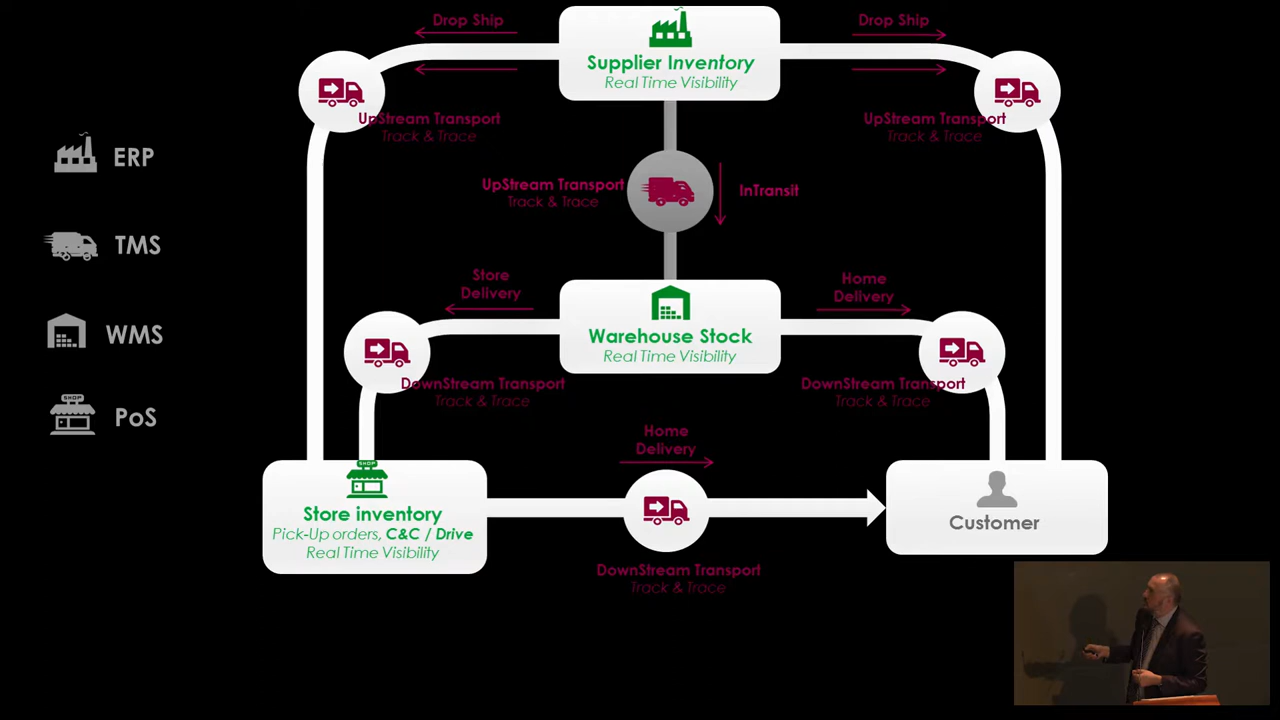 Drop Ship
Drop Ship
Supplier Inventory
Real Time Visibility
UpStream Transport
Track & Trace
UpStream Transport
Track & Trace
ERP
UpStream Transport
Track & Trace
InTransit
TMS
Store
Delivery
Home
Delivery
WMS
Warehouse Stock
Real Time Visibility
DownStream Transport
Track & Trace
DownStream Transport
Track & Trace
PoS
Home
Delivery
SHOP
SHOP
Store inventory
Pick-Up orders, C&C / Drive
Real Time Visibility
Customer
DownStream Transport
Track & Trace